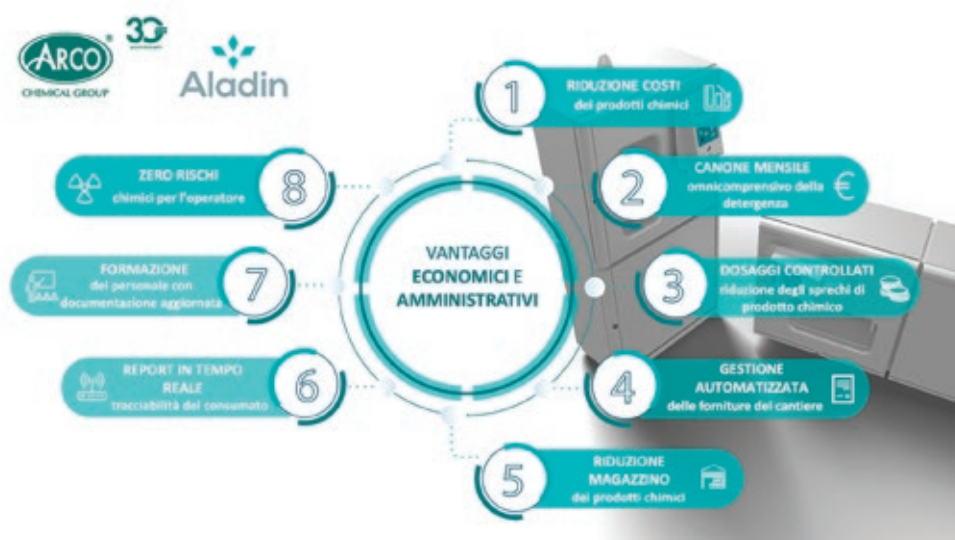 ARCO
CHEMICAL GROUP
30
Aladin
VANTAGGI
ECONOMICI E
AMMINISTRATIVI
1
RIDUZIONE COSTI
dei prodotti chimici
2
CANONE MENSILE
omnicomprensivo della
detergenza
€
3
DOSAGGI CONTROLLATI
riduzione degli sprechi di
prodotto chimico
4
GESTIONE
AUTOMATIZZATA
delle forniture del cantiere
5
RIDUZIONE
MAGAZZINO
dei prodotti chimici
6
REPORT IN TEMPO
REALE
tracciabilità del consumato
7
FORMAZIONE
del personale con
documentazione aggiornata
8
ZERO RISCHI
chimici per l'operatore